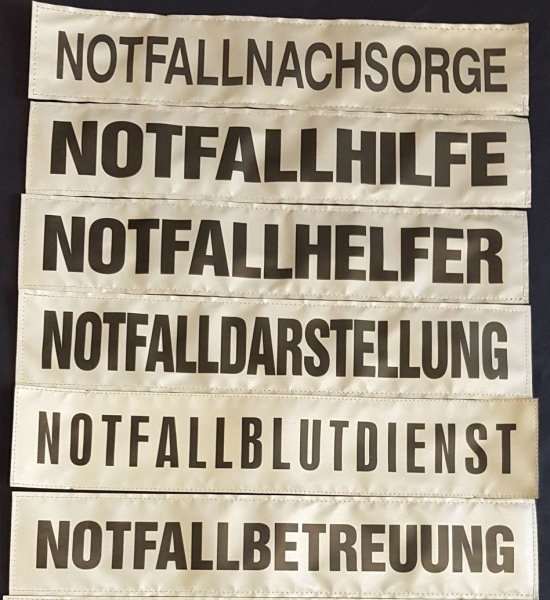 NOTFALLNACHSORGE
NOTFALLHILFE
NOTFALLHELFER
NOTFALLDARSTELLUNG
NOTFALLBLUTDIENST
NOTFALLBETREUUNG